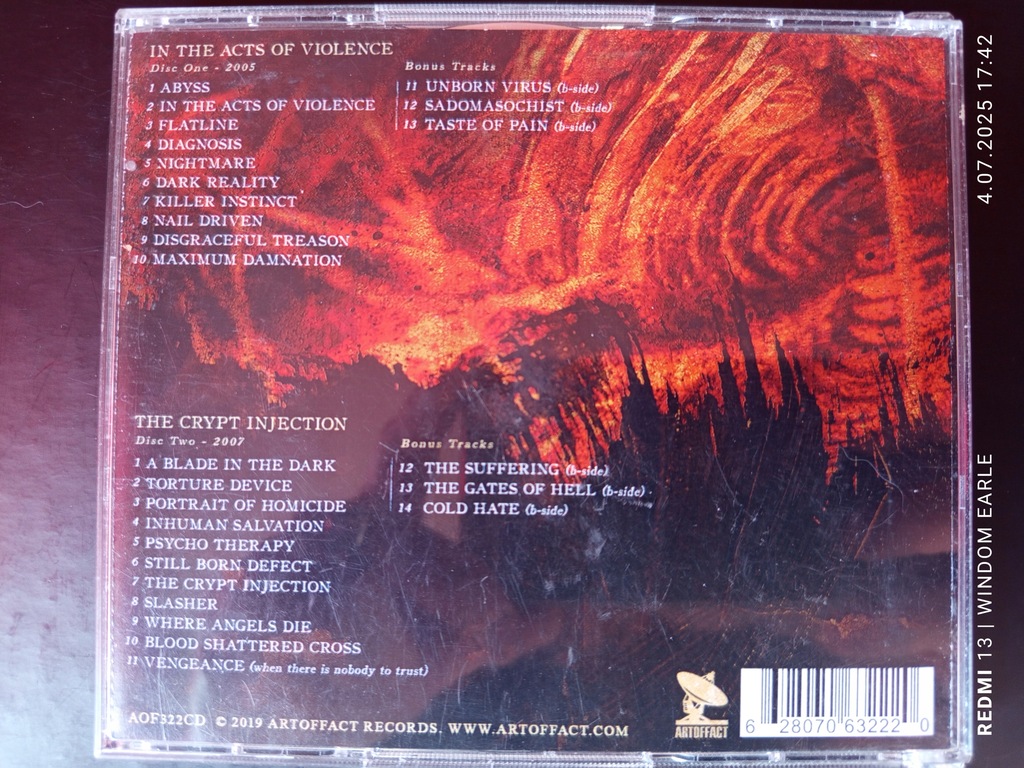 IN THE ACTS OF VIOLENCE
Disc One - 2005
1 ABYSS
2 IN THE ACTS OF VIOLENCE
3 FLATLINE
4 DIAGNOSIS
5 NIGHTMARE
6 DARK REALITY
7 KILLER INSTINCT
8 NAIL DRIVEN
9 DISGRACEFUL TREASON
10 MAXIMUM DAMNATION
Bonus Tracks
11 UNBORN VIRUS (b-side)
12 SADOMASOCHIST (b-side)
13 TASTE OF PAIN (b-side)
THE CRYPT INJECTION
Disc Two - 2007
1 A BLADE IN THE DARK
2 TORTURE DEVICE
3 PORTRAIT OF HOMICIDE
4 INHUMAN SALVATION
5 PSYCHO THERAPY
6 STILL BORN DEFECT
7 THE CRYPT INJECTION
8 SLASHER
9 WHERE ANGELS DIE
10 BLOOD SHATTERED CROSS
11 VENGEANCE (when there is nobody to trust)
Bonus Tracks
12 THE SUFFERING (b-side)
13 THE GATES OF HELL (b-side)
14 COLD HATE (b-side)
AOF322CD © 2019 ARTOFFACT RECORDS. WWW.ARTOFFACT.COM
ARTOFFACT
6 28070 63222 0
REDMI 13 | WINDOM EARLE
4.07.2025 17:42